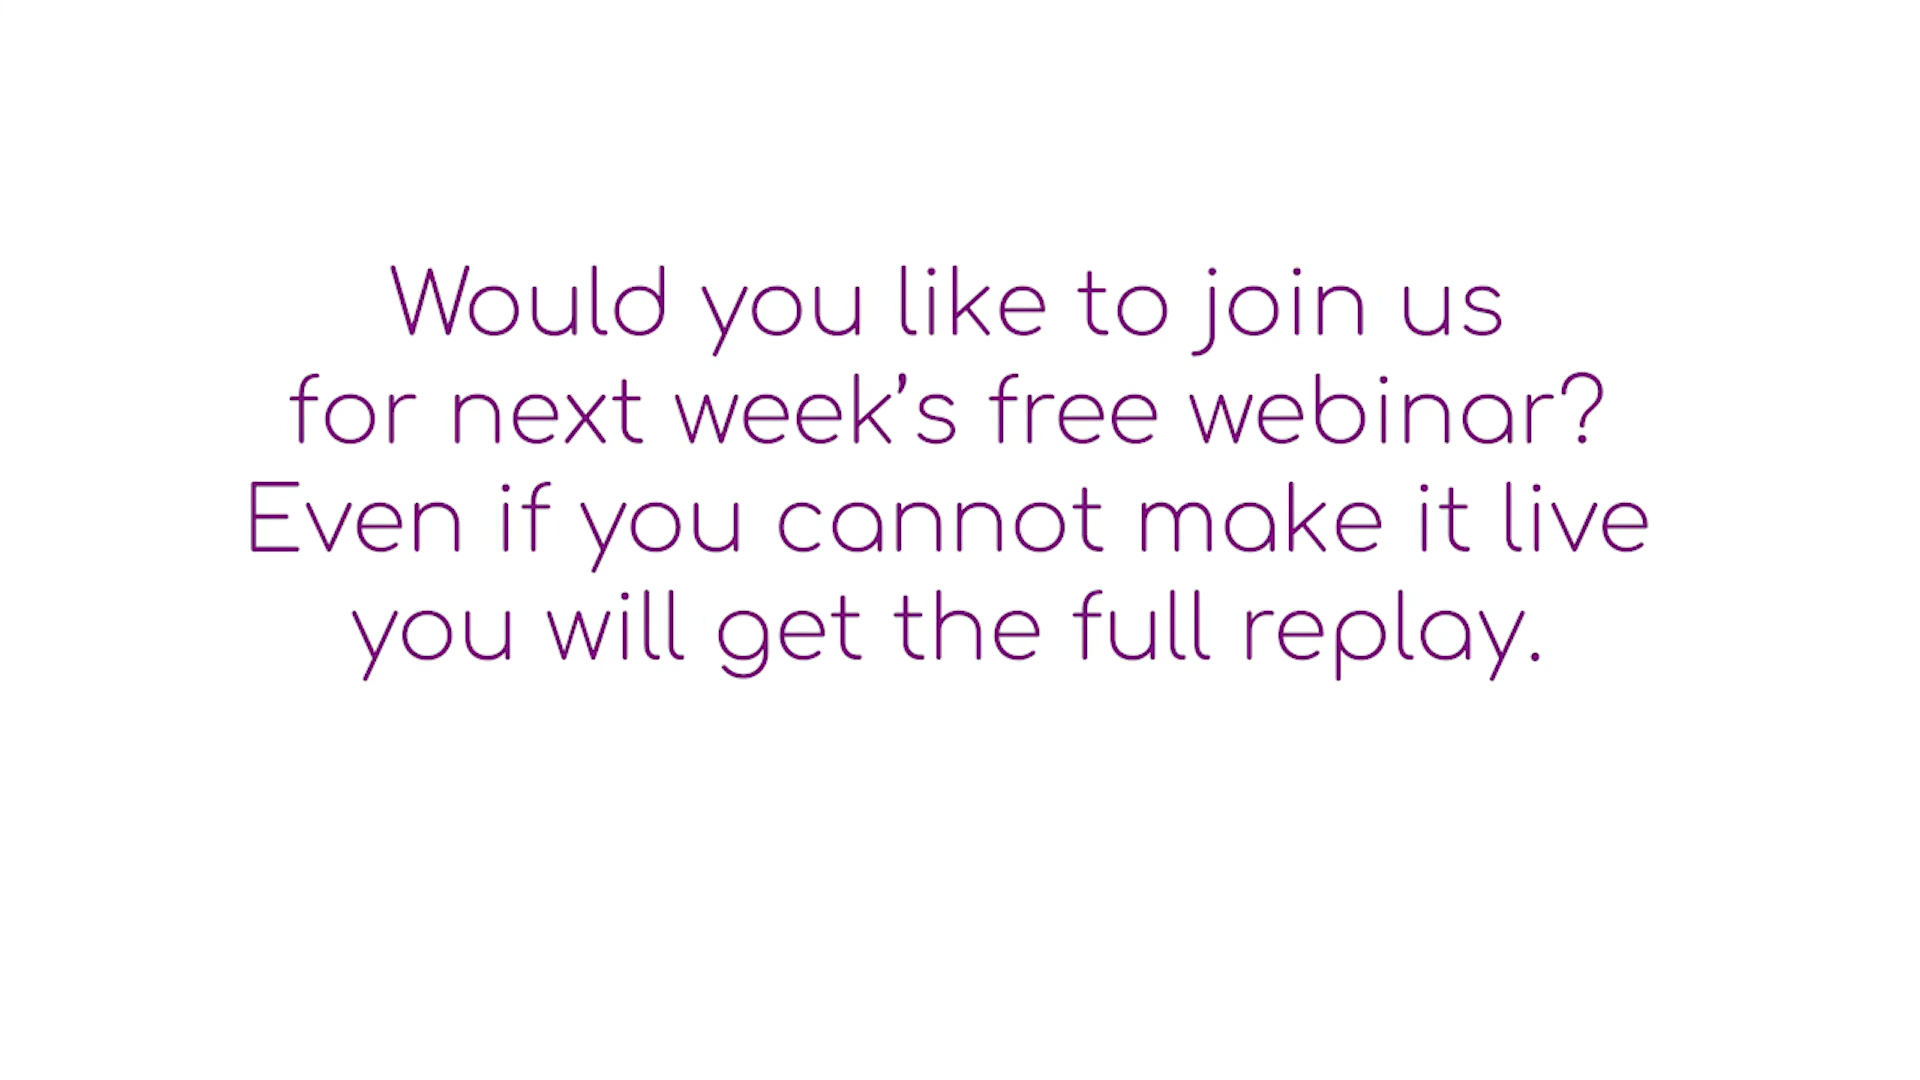 Would you like to join us
for next week’s free webinar?
Even if you cannot make it live
you will get the full replay.